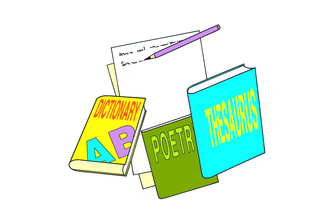 DICTIONARY
AB
POETR
THESAURUS